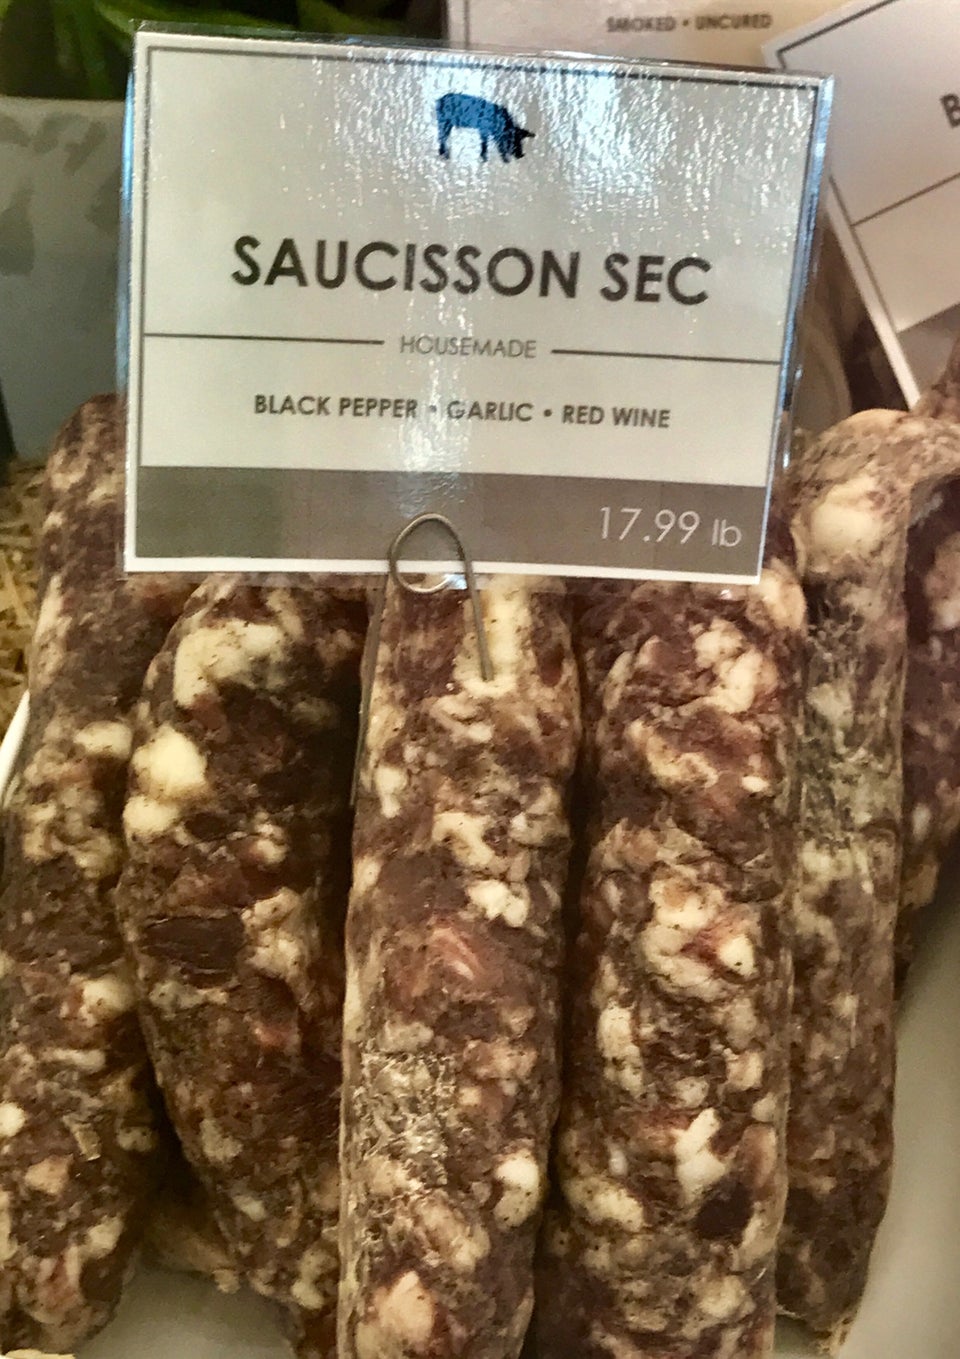 SMOKED • UNCURED
SAUCISSON SEC
HOUSEMADE
BLACK PEPPER • GARLIC • RED WINE
17.99 lb